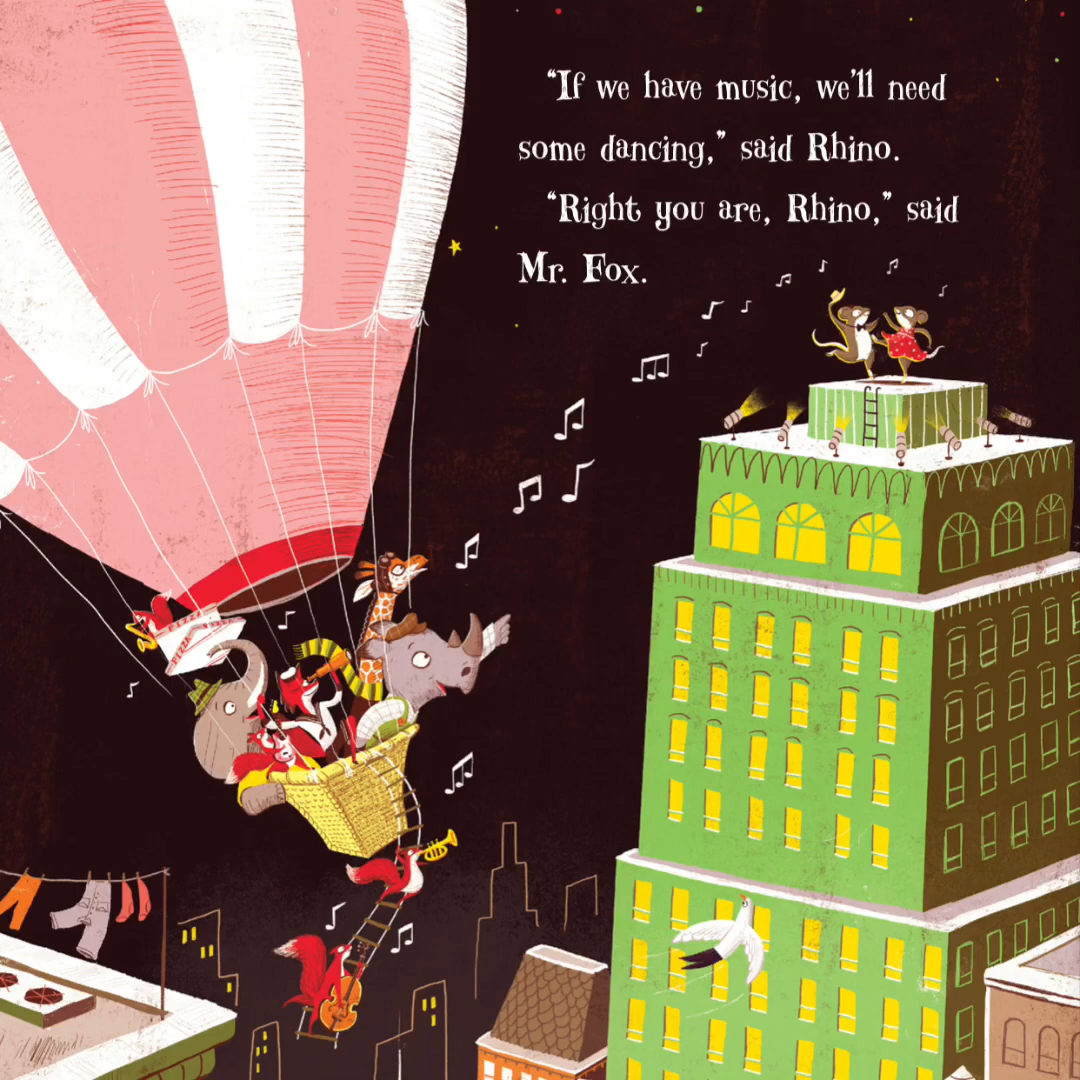 “If we have music, we’ll need
some dancing,” said Rhino.
“Right you are, Rhino,” said
Mr. Fox.